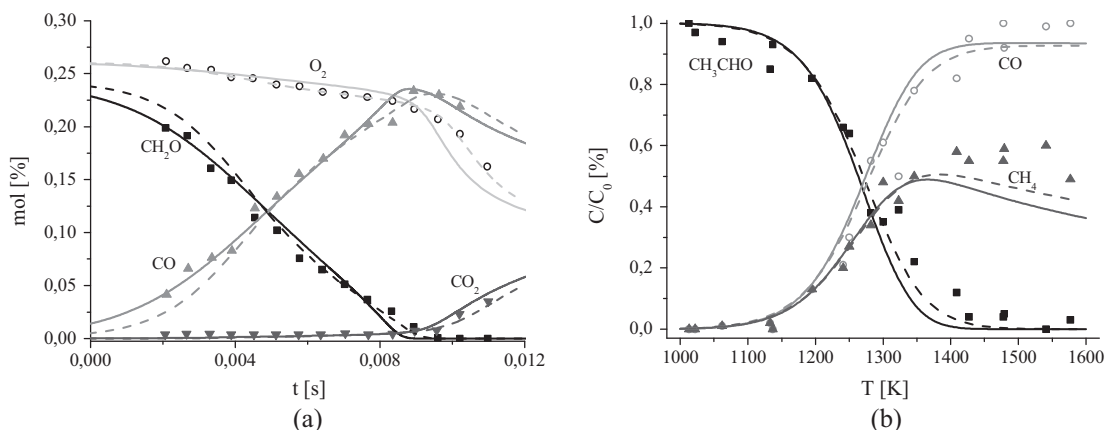 0,30
0,25
0,20
0,15
0,10
0,05
0,00
mol [%]
O₂
CH₂O
CO
CO₂
0,000 0,004 0,008 0,012
t [s]
(a)
1,0
0,8
0,6
0,4
0,2
0,0
C/C₀ [%]
CH₃CHO
CO
CH₄
1000 1100 1200 1300 1400 1500 1600
T [K]
(b)